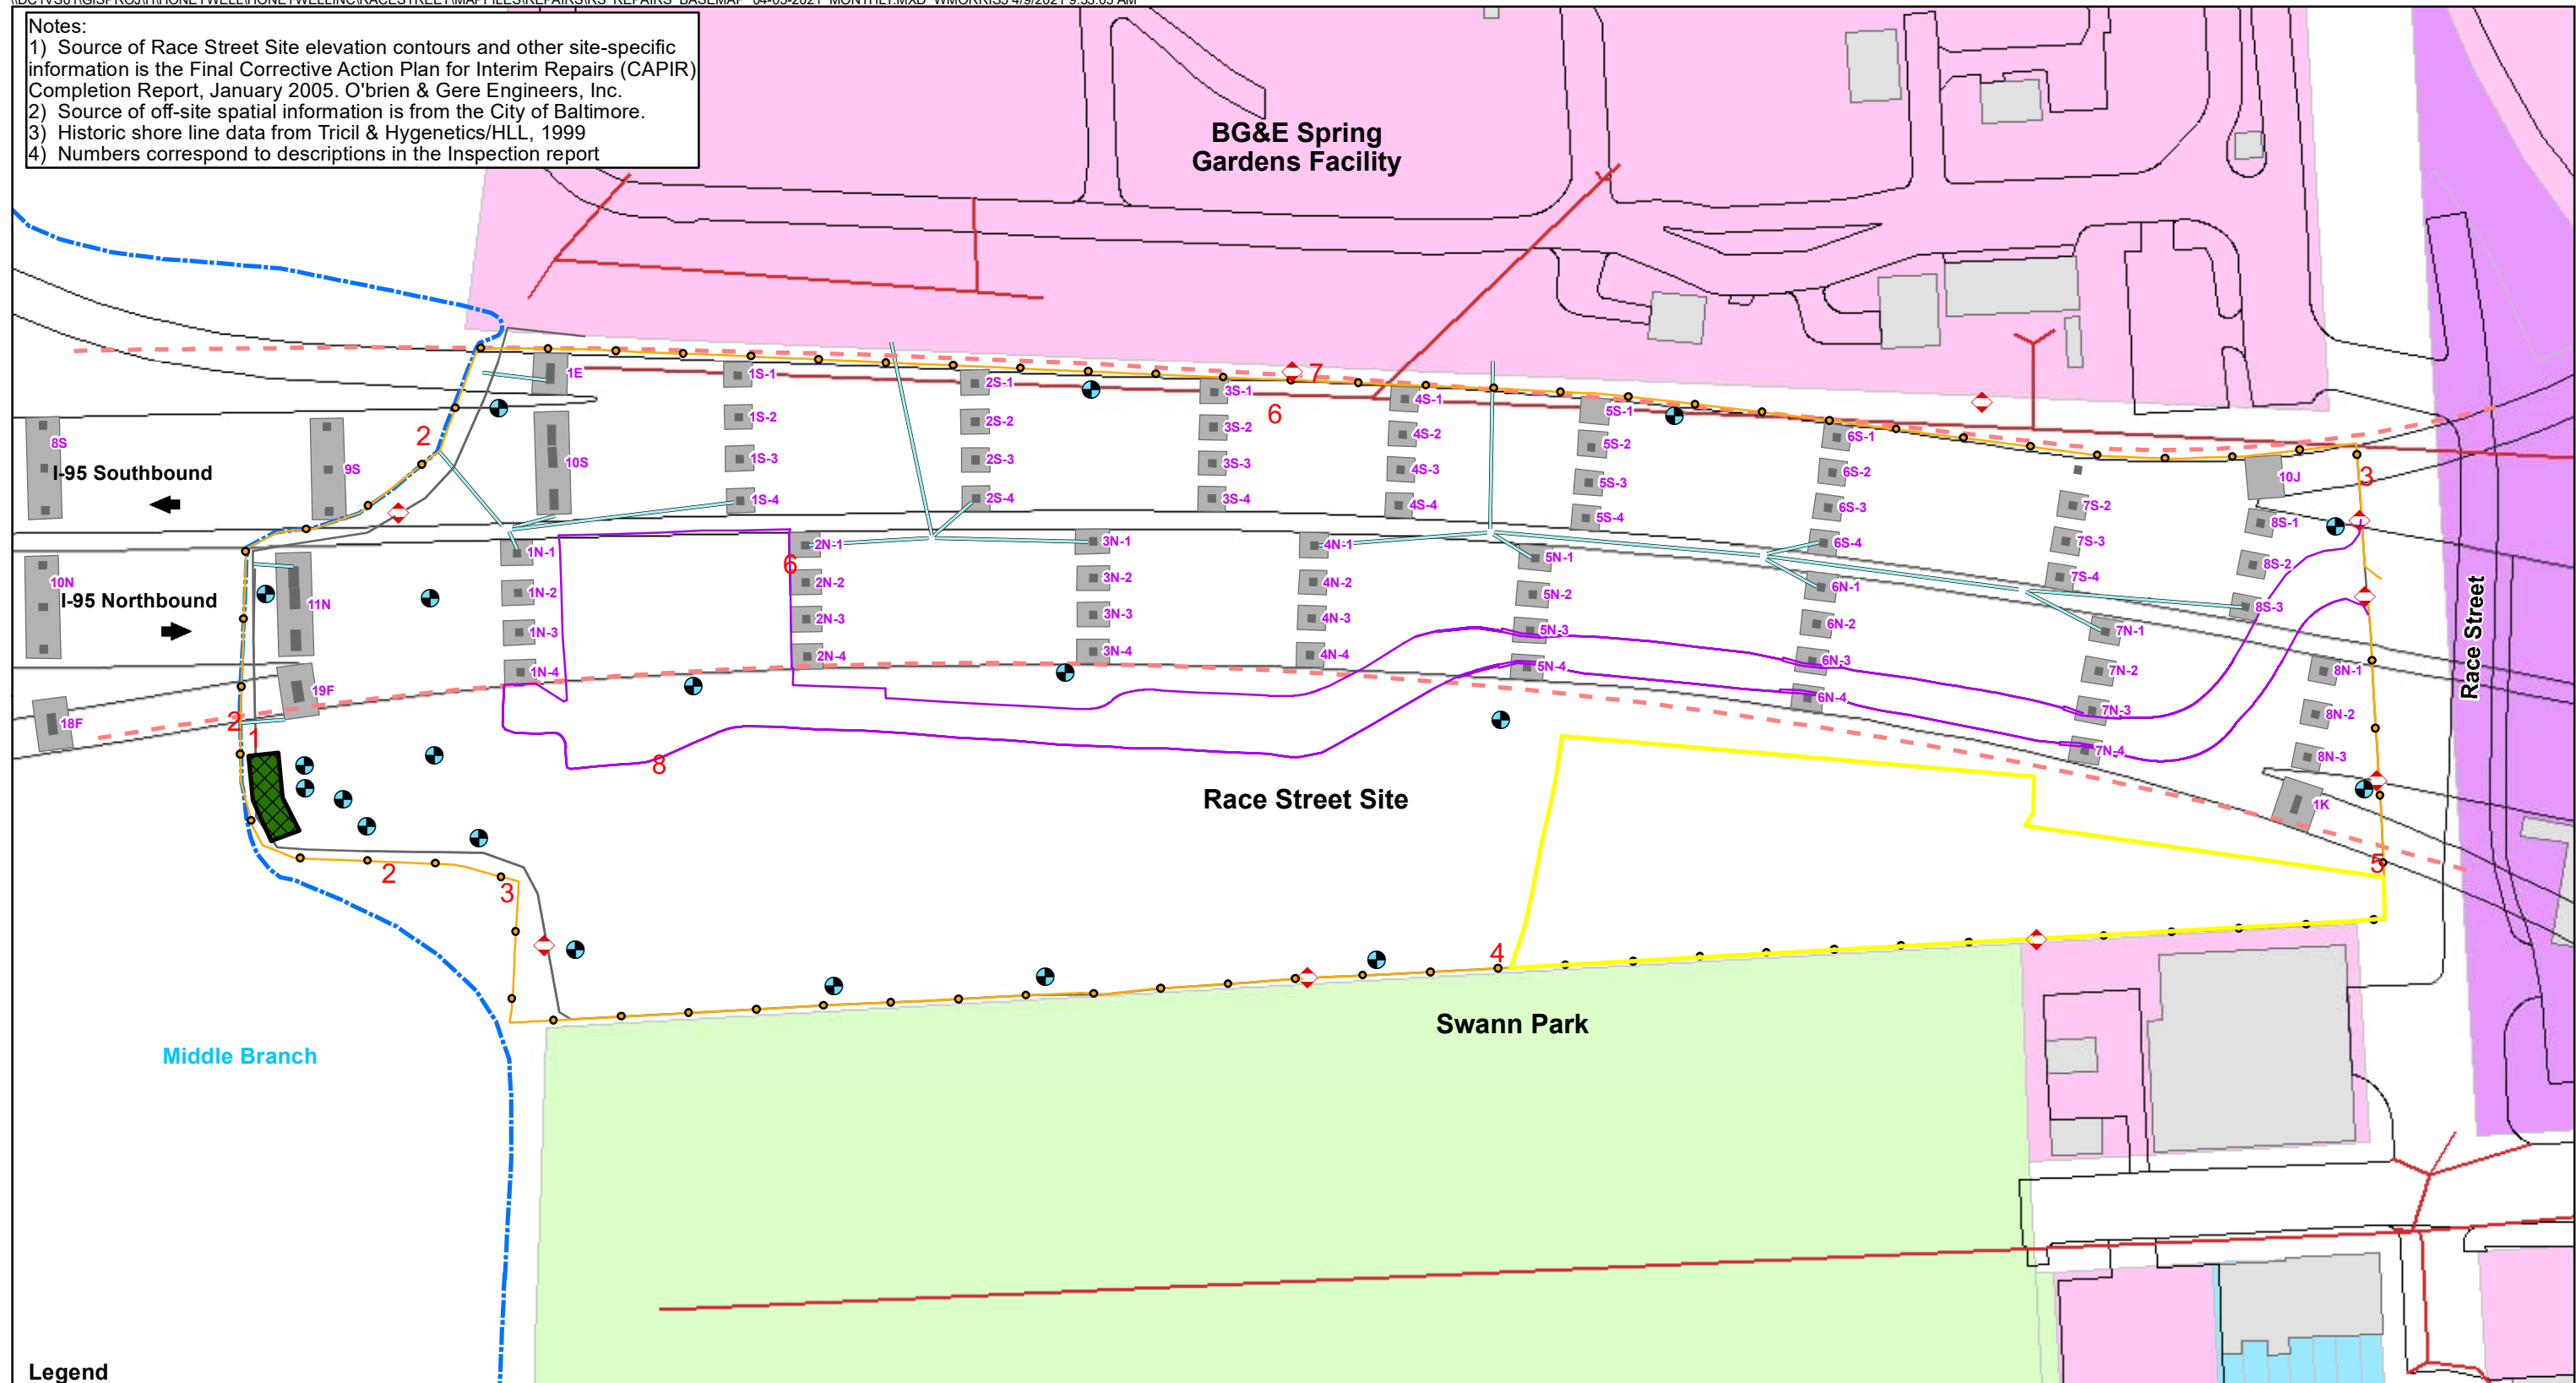 Notes:
1) Source of Race Street Site elevation contours and other site-specific
information is the Final Corrective Action Plan for Interim Repairs (CAPIR)
Completion Report, January 2005. O'brien & Gere Engineers, Inc.
2) Source of off-site spatial information is from the City of Baltimore.
3) Historic shore line data from Tricil & Hygenetics/HLL, 1999
4) Numbers correspond to descriptions in the Inspection report
BG&E Spring
Gardens Facility
1E
1S-1
2S-1
3S-1
7
6
4S-1
5S-1
6S-1
2
8S
9S
10S
1S-2
2S-2
3S-2
4S-2
5S-2
6S-2
I-95 Southbound
1S-3
2S-3
3S-3
4S-3
5S-3
6S-3
10J
3
1S-4
2S-4
3S-4
4S-4
5S-4
6S-4
7S-2
7S-3
7S-4
8S-1
8S-2
8S-3
10N
I-95 Northbound
11N
1N-1
1N-2
1N-3
1N-4
6
2N-1
2N-2
2N-3
2N-4
3N-1
3N-2
3N-3
3N-4
4N-1
4N-2
4N-3
4N-4
5N-1
5N-2
5N-3
5N-4
6N-1
6N-2
6N-3
6N-4
7N-1
7N-2
7N-3
7N-4
8N-1
8N-2
8N-3
1K
Race Street
18F
19F
2
1
8
Race Street Site
2
3
4
5
Swann Park
Middle Branch
Legend